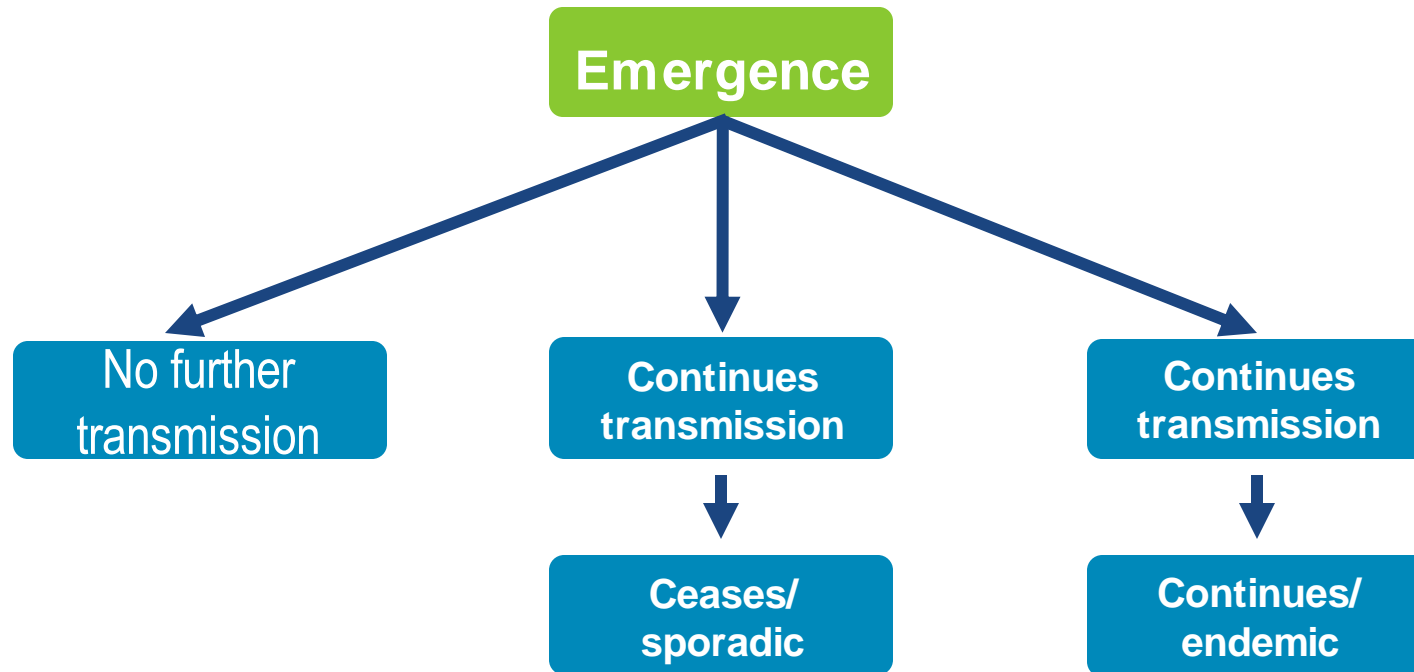 Emergence
No further
transmission
Continues
transmission
Continues
transmission
Ceases/
sporadic
Continues/
endemic